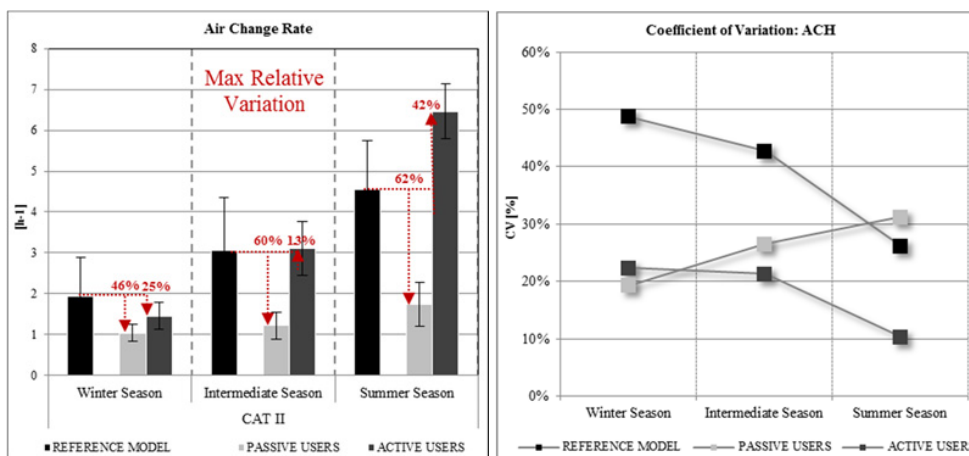 Air Change Rate
8
7
6
5
4
3
2
1
0
[h-1]
Max Relative
Variation
46%
25%
60%
13%
62%
42%
Winter Season
Intermediate Season
Summer Season
CAT II
REFERENCE MODEL
PASSIVE USERS
ACTIVE USERS
Coefficient of Variation: ACH
60%
50%
40%
30%
20%
10%
0%
CV [%]
Winter Season
Intermediate Season
Summer Season
REFERENCE MODEL
PASSIVE USERS
ACTIVE USERS